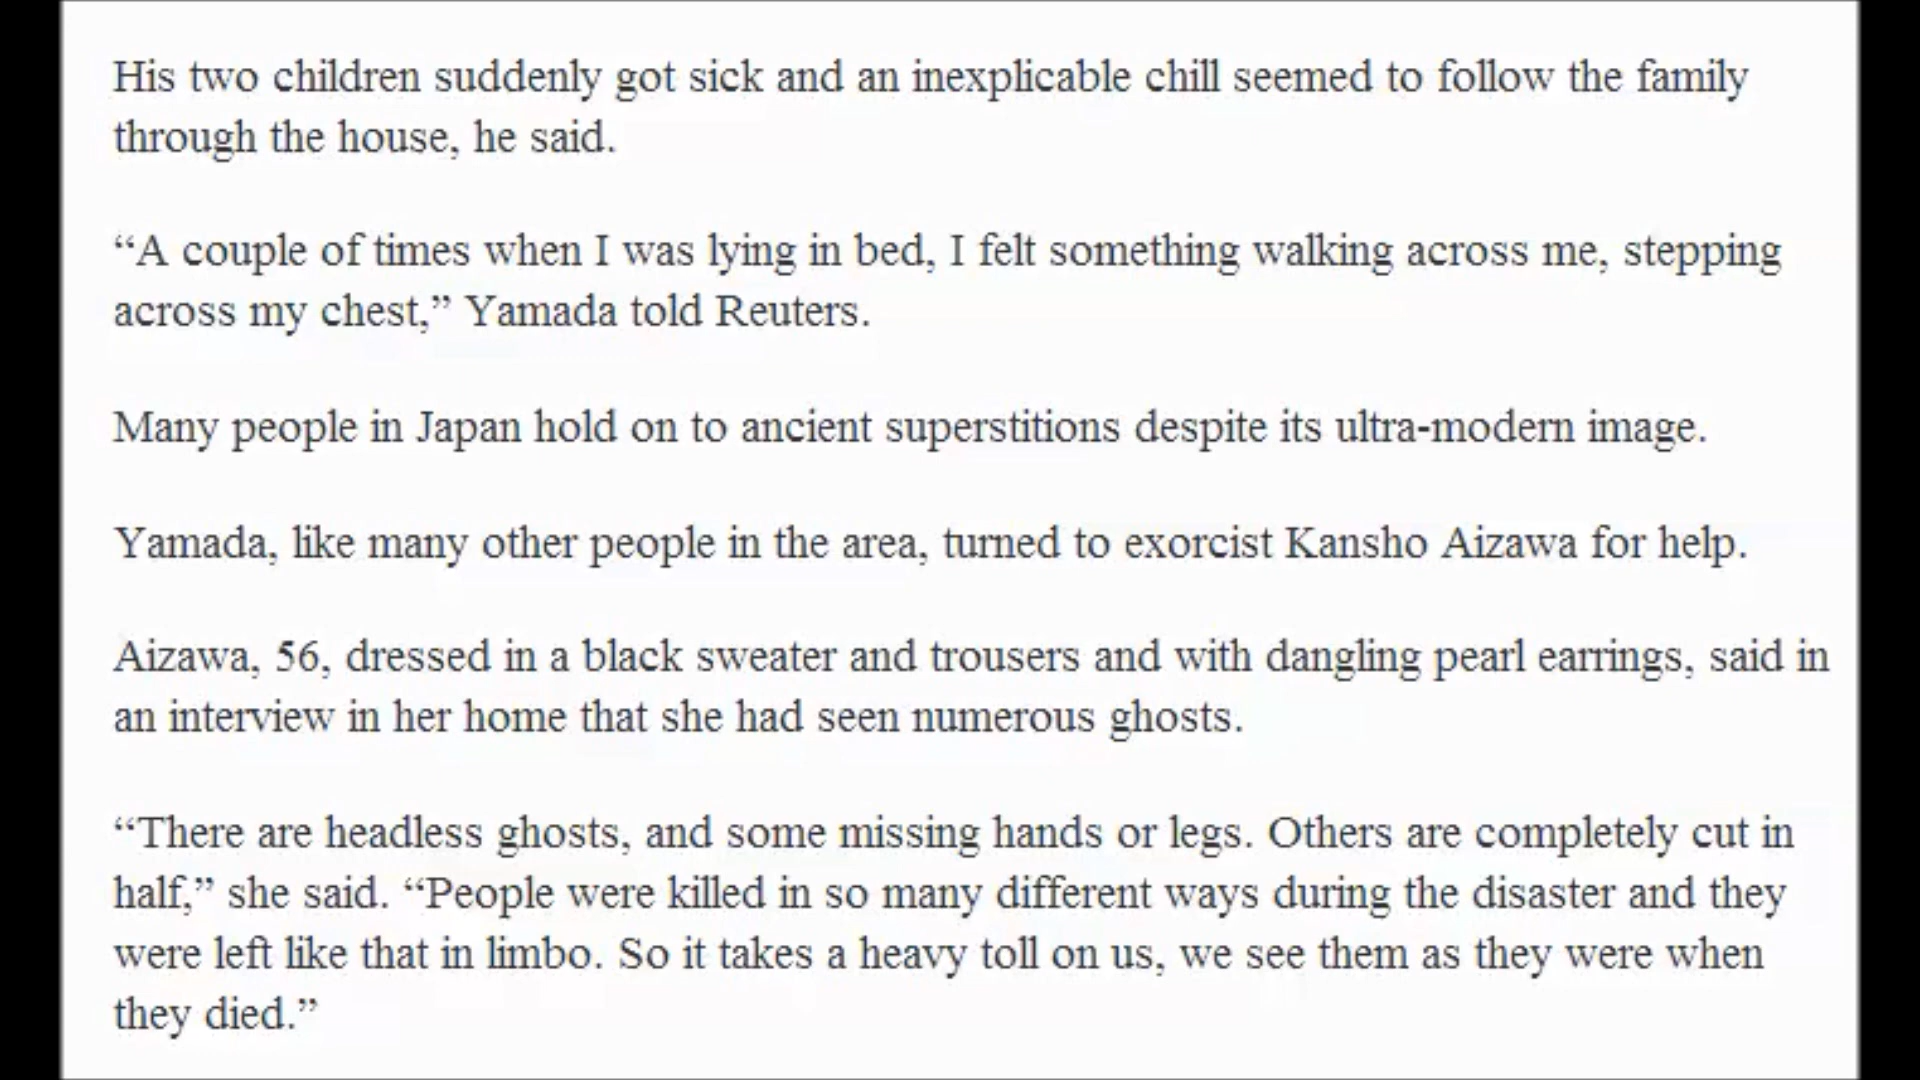 His two children suddenly got sick and an inexplicable chill seemed to follow the family
through the house, he said.
“A couple of times when I was lying in bed, I felt something walking across me, stepping
across my chest,” Yamada told Reuters.
Many people in Japan hold on to ancient superstitions despite its ultra-modern image.
Yamada, like many other people in the area, turned to exorcist Kansho Aizawa for help.
Aizawa, 56, dressed in a black sweater and trousers and with dangling pearl earrings, said in
an interview in her home that she had seen numerous ghosts.
“There are headless ghosts, and some missing hands or legs. Others are completely cut in
half,” she said. “People were killed in so many different ways during the disaster and they
were left like that in limbo. So it takes a heavy toll on us, we see them as they were when
they died.”